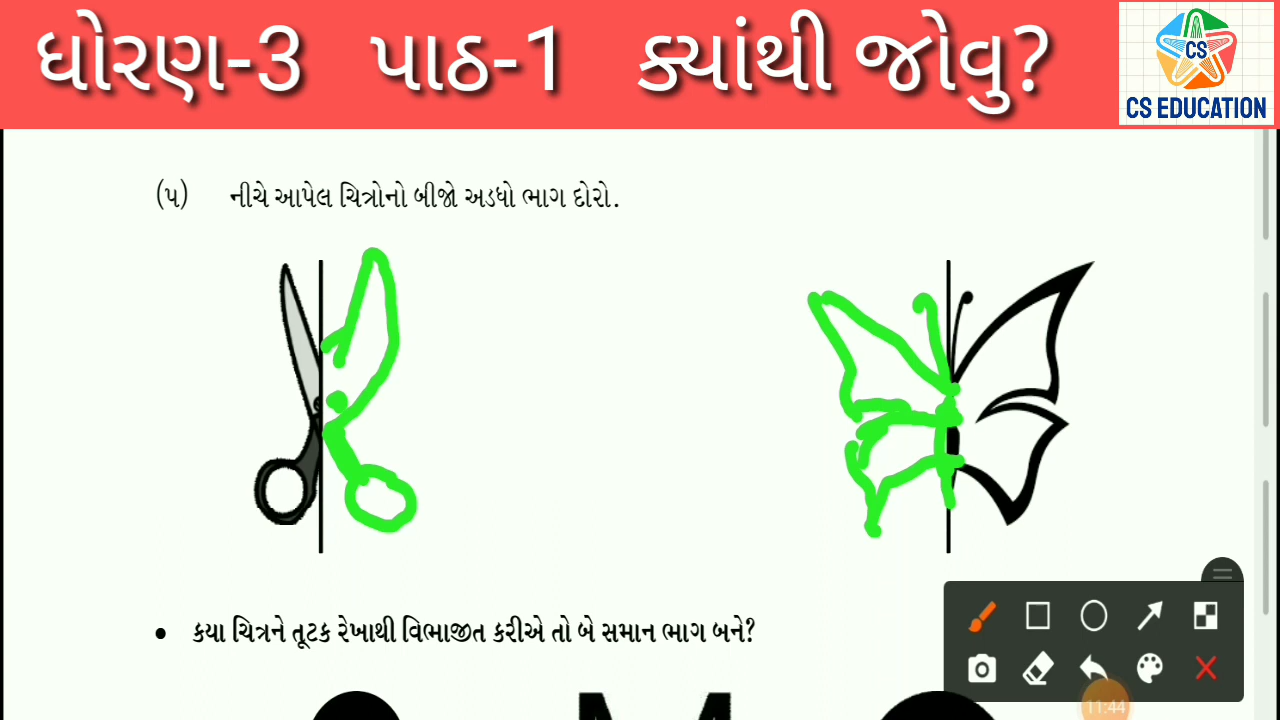 ધોરણ-3 પાઠ-1 ક્યાંથી જોવુ?
CS
CS EDUCATION
(૫) નીચે આપેલ ચિત્રોનો બીજો અડધો ભાગ દોરો.
• કયા ચિત્રને તૂટક રેખાથી વિભાજીત કરીએ તો બે સમાન ભાગ બને?
M
11:44